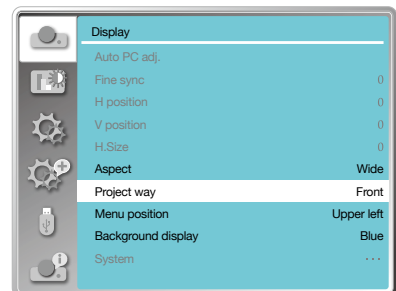 Display
Auto PC adj.
Fine sync 0
H position 0
V position 0
H.Size 0
Aspect Wide
Project way Front
Menu position Upper left
Background display Blue
System ···